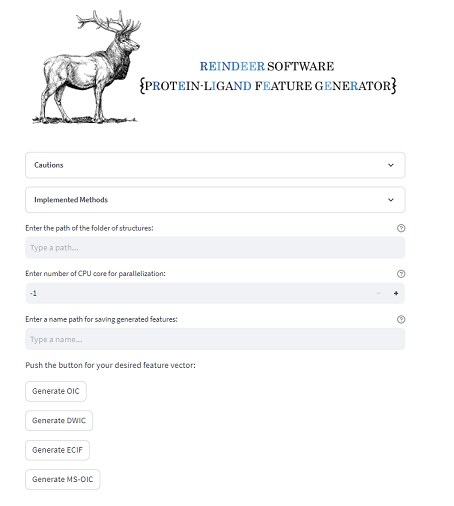 REINDEER SOFTWARE
{PROTEIN-LIGAND FEATURE GENERATOR}
Cautions
Implemented Methods
Enter the path of the folder of structures:
Type a path...
Enter number of CPU core for parallelization:
-1
Enter a name path for saving generated features:
Type a name...
Push the button for your desired feature vector:
Generate OIC
Generate DWIC
Generate ECIF
Generate MS-OIC